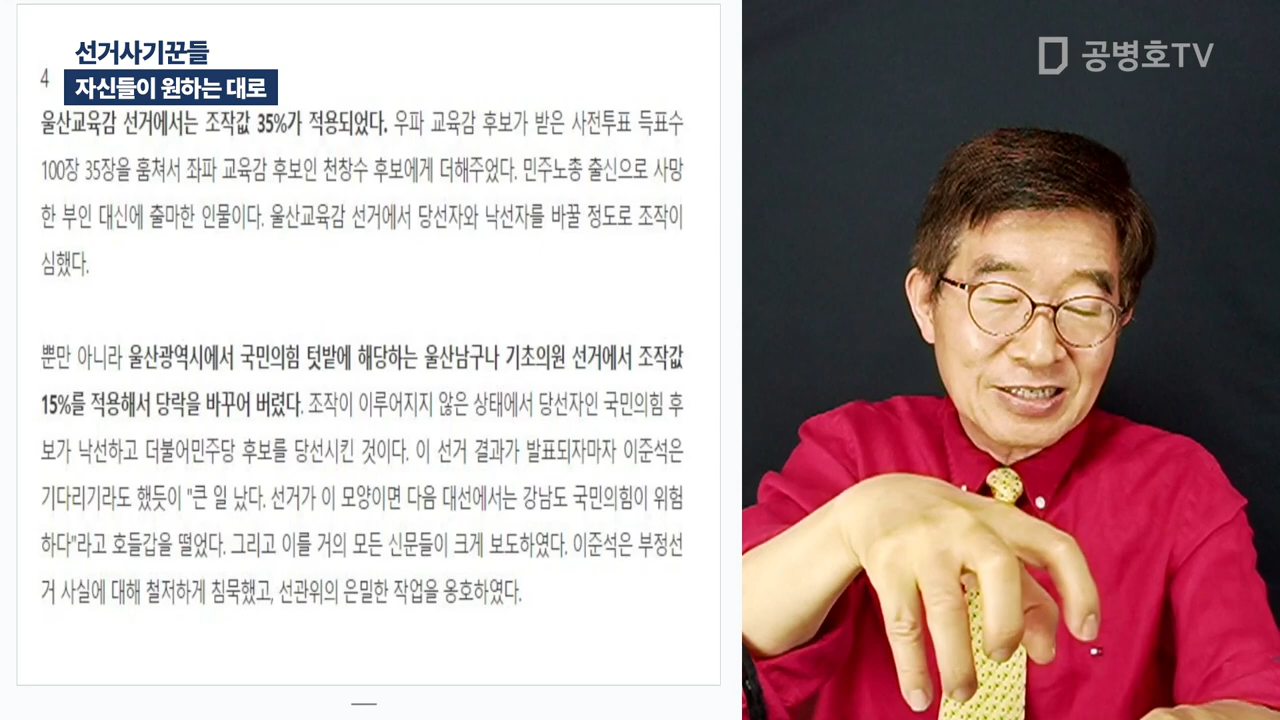 선거사기꾼들
자신들이 원하는 대로
공병호TV
4
울산교육감 선거에서는 조작값 35%가 적용되었다. 우파 교육감 후보가 받은 사전투표 득표수
100장 35장을 훔쳐서 좌파 교육감 후보인 천창수 후보에게 더해주었다. 민주노총 출신으로 사망
한 부인 대신에 출마한 인물이다. 울산교육감 선거에서 당선자와 낙선자를 바꿀 정도로 조작이
심했다.
뿐만 아니라 울산광역시에서 국민의힘 텃밭에 해당하는 울산남구나 기초의원 선거에서 조작값
15%를 적용해서 당락을 바꾸어 버렸다. 조작이 이루어지지 않은 상태에서 당선자인 국민의힘 후
보가 낙선하고 더불어민주당 후보를 당선시킨 것이다. 이 선거 결과가 발표되자마자 이준석은
기다리기라도 했듯이 "큰 일 났다. 선거가 이 모양이면 다음 대선에서는 강남도 국민의힘이 위험
하다"라고 호들갑을 떨었다. 그리고 이를 거의 모든 신문들이 크게 보도하였다. 이준석은 부정선
거 사실에 대해 철저하게 침묵했고, 선관위의 은밀한 작업을 옹호하였다.